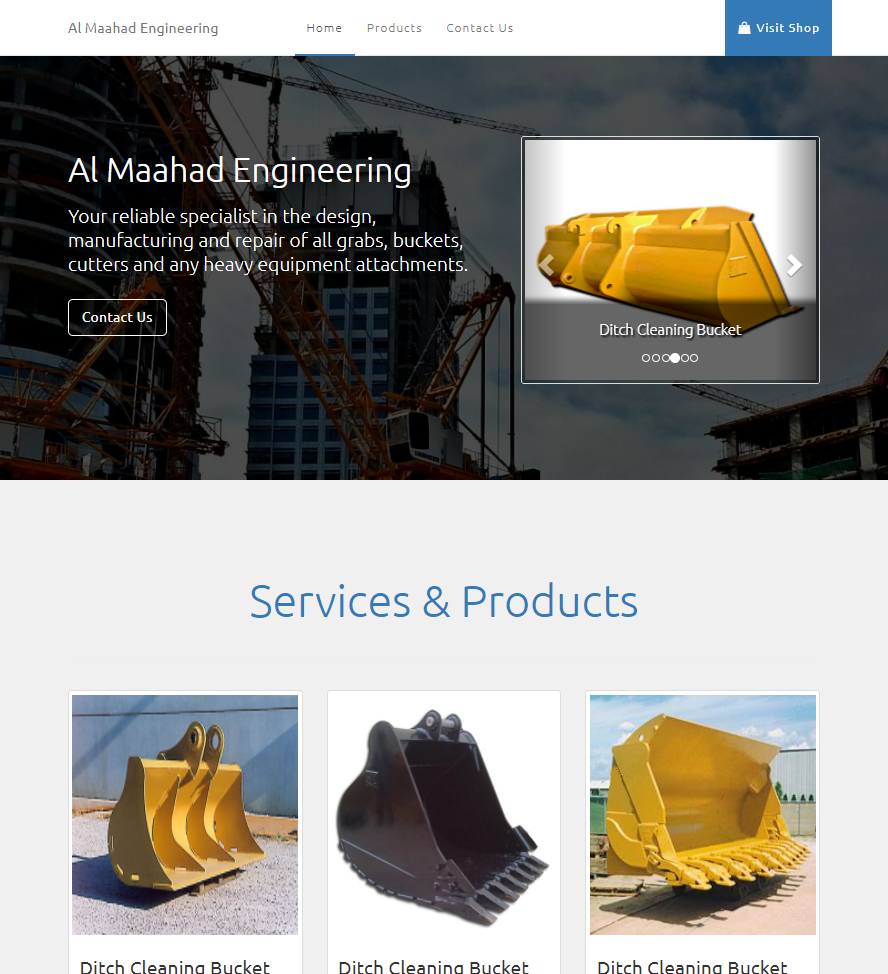 Al Maahad Engineering
Home
Products
Contact Us
Visit Shop
Al Maahad Engineering
Your reliable specialist in the design,
manufacturing and repair of all grabs, buckets,
cutters and any heavy equipment attachments.
Contact Us
Ditch Cleaning Bucket
Services & Products
Ditch Cleaning Bucket
Ditch Cleaning Bucket
Ditch Cleaning Bucket